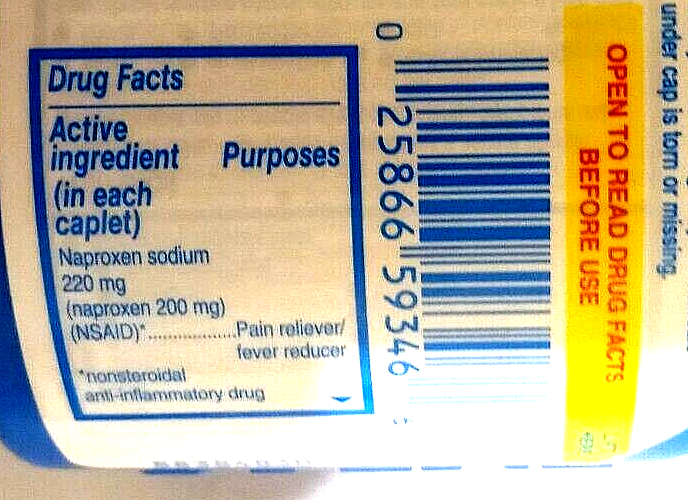 Drug Facts
Active
ingredient Purposes
(in each
caplet)
Naproxen sodium
220 mg
(naproxen 200 mg)
(NSAID)*..................Pain reliever/
fever reducer
*nonsteroidal
anti-inflammatory drug
0 25866 59346
OPEN TO READ DRUG FACTS
BEFORE USE
under cap is torn or missing.